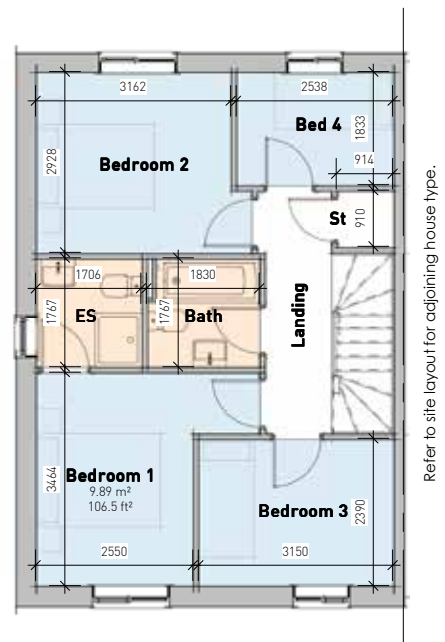 3162
2538
Bed 4
1833
2928
Bedroom 2
914
St
910
1706
1830
1767
ES
1767
Bath
Landing
3464
Bedroom 1
9.89 m²
106.5 ft²
Bedroom 3
2390
2550
3150
Refer to site layout for adjoining house type.